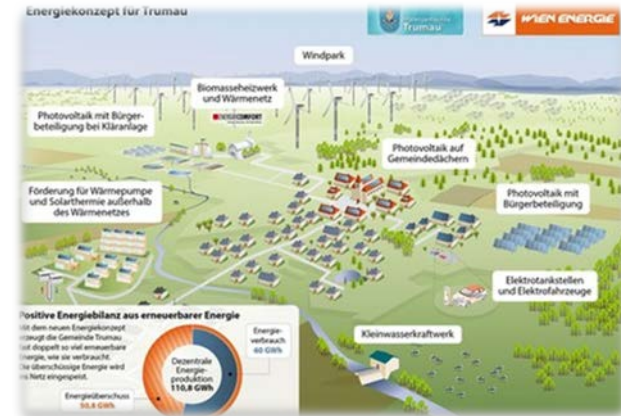 Energiekonzept für Trumau
Marktgemeinde
Trumau
WIEN ENERGIE
Windpark
Biomasseheizwerk
und Wärmenetz
ENERGIECOMFORT
Photovoltaik mit Bürger-
beteiligung bei Kläranlage
Photovoltaik auf
Gemeindedächern
Förderung für Wärmepumpe
und Solarthermie außerhalb
des Wärmenetzes
Photovoltaik mit
Bürgerbeteiligung
Elektrotankstellen
und Elektrofahrzeuge
Kleinwasserkraftwerk
Positive Energiebilanz aus erneuerbarer Energie
Mit dem neuen Energiekonzept
erzeugt die Gemeinde Trumau
fast doppelt so viel erneuerbare
Energie, wie sie verbraucht.
Die überschüssige Energie wird
ins Netz eingespeist.
Energie-
verbrauch
60 GWh
Dezentrale
Energie-
produktion
110,8 GWh
Energieüberschuss
50,8 GWh